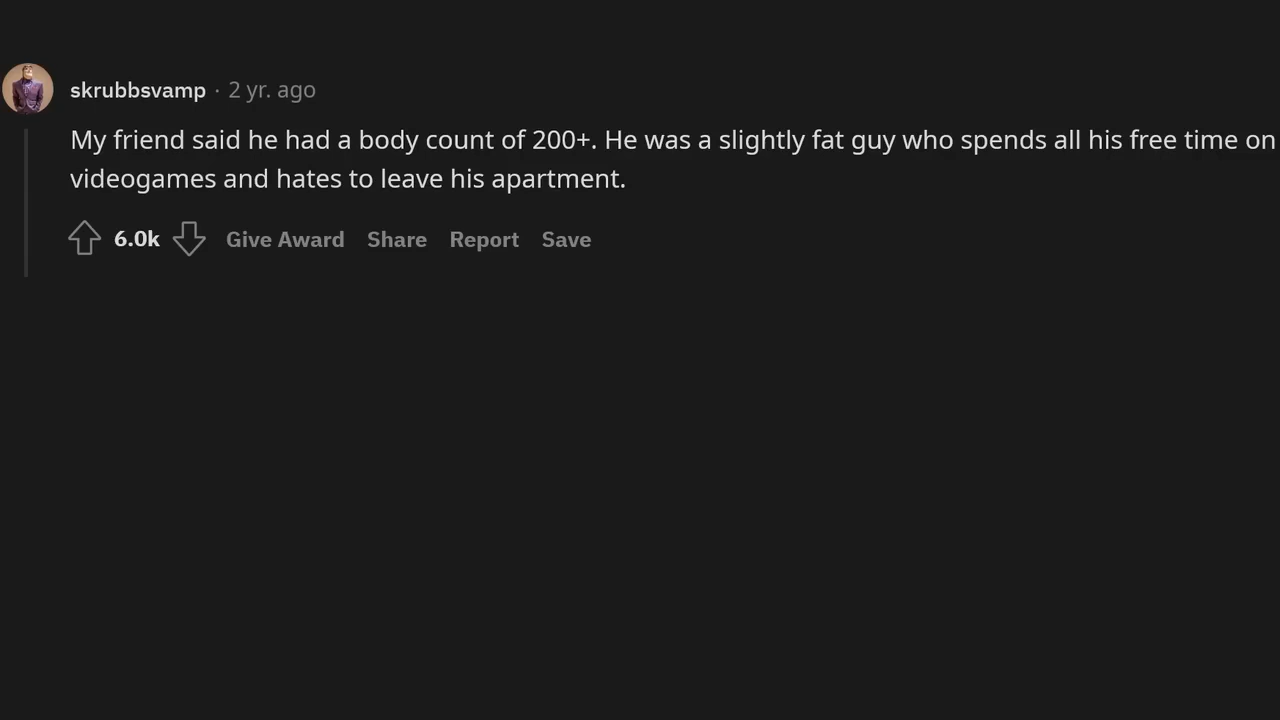 skrubbsvamp · 2 yr. ago
My friend said he had a body count of 200+. He was a slightly fat guy who spends all his free time on
videogames and hates to leave his apartment.
6.0k Give Award Share Report Save